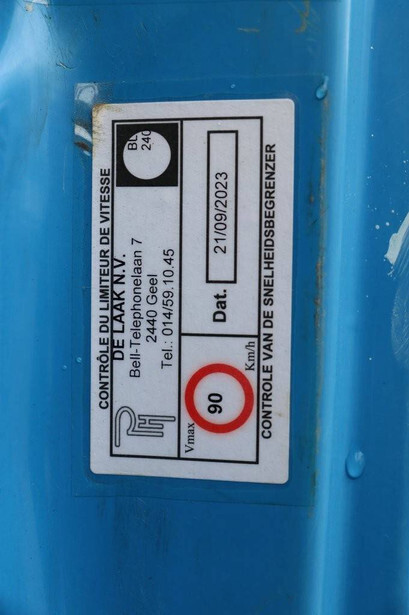 CONTRÔLE DU LIMITEUR DE VITESSE
DE LAAK N.V.
Bell-Telephonelaan 7
2440 Geel
Tel.: 014/59.10.45
PH
BL
240
Vmax
90
Km/h
Dat. 21/09/2023
CONTROLE VAN DE SNELHEIDSBEGRENZER